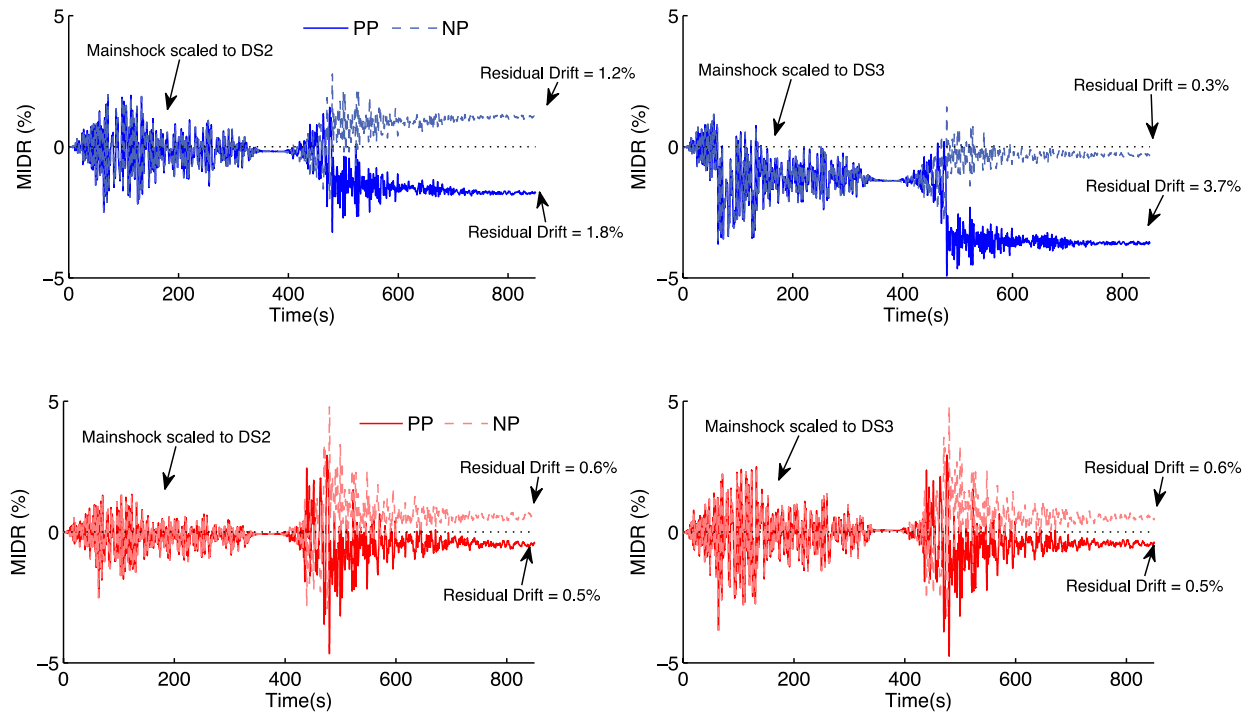 5
PP
NP
Mainshock scaled to DS2
Residual Drift = 1.2%
MIDR (%)
0
Residual Drift = 1.8%
−5
0 200 400 600 800
Time(s)
5
Mainshock scaled to DS3
Residual Drift = 0.3%
MIDR (%)
0
Residual Drift = 3.7%
−5
0 200 400 600 800
Time(s)
5
PP
NP
Mainshock scaled to DS2
Residual Drift = 0.6%
MIDR (%)
0
Residual Drift = 0.5%
−5
0 200 400 600 800
Time(s)
5
Mainshock scaled to DS3
Residual Drift = 0.6%
MIDR (%)
0
Residual Drift = 0.5%
−5
0 200 400 600 800
Time(s)